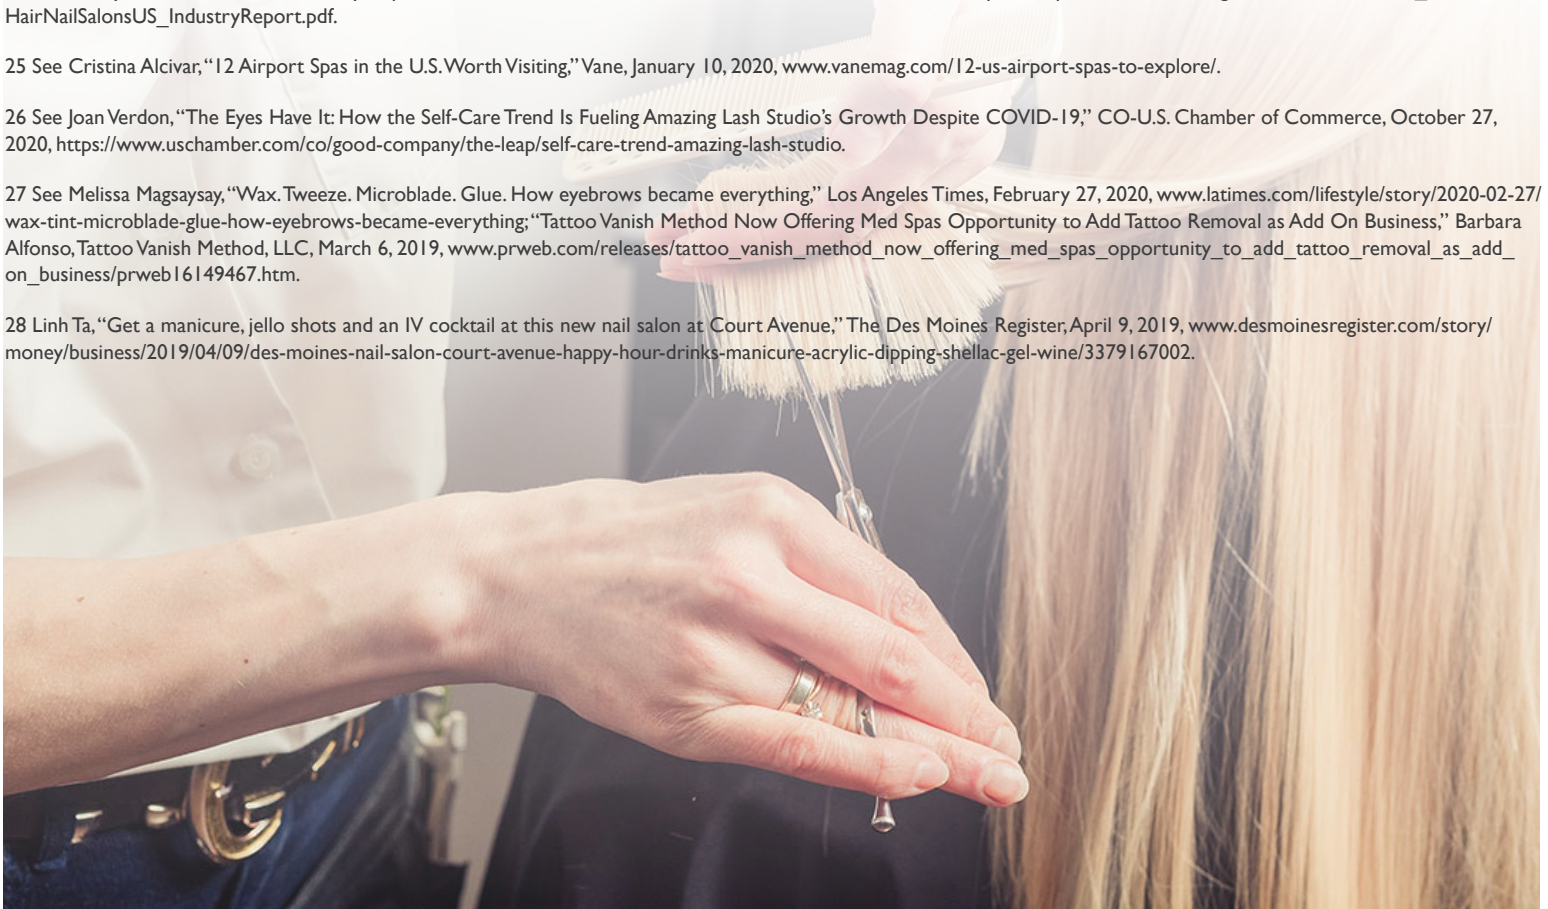 HairNailSalonsUS_IndustryReport.pdf.
25 See Cristina Alcivar, “12 Airport Spas in the U.S. Worth Visiting,” Vane, January 10, 2020, www.vanemag.com/12-us-airport-spas-to-explore/.
26 See Joan Verdon, “The Eyes Have It: How the Self-Care Trend Is Fueling Amazing Lash Studio’s Growth Despite COVID-19,” CO-U.S. Chamber of Commerce, October 27,
2020, https://www.uschamber.com/co/good-company/the-leap/self-care-trend-amazing-lash-studio.
27 See Melissa Magsaysay, “Wax. Tweeze. Microblade. Glue. How eyebrows became everything,” Los Angeles Times, February 27, 2020, www.latimes.com/lifestyle/story/2020-02-27/
wax-tint-microblade-glue-how-eyebrows-became-everything; “Tattoo Vanish Method Now Offering Med Spas Opportunity to Add Tattoo Removal as Add On Business,” Barbara
Alfonso, Tattoo Vanish Method, LLC, March 6, 2019, www.prweb.com/releases/tattoo_vanish_method_now_offering_med_spas_opportunity_to_add_tattoo_removal_as_add_
on_business/prweb16149467.htm.
28 Linh Ta, “Get a manicure, jello shots and an IV cocktail at this new nail salon at Court Avenue,” The Des Moines Register, April 9, 2019, www.desmoinesregister.com/story/
money/business/2019/04/09/des-moines-nail-salon-court-avenue-happy-hour-drinks-manicure-acrylic-dipping-shellac-gel-wine/3379167002.